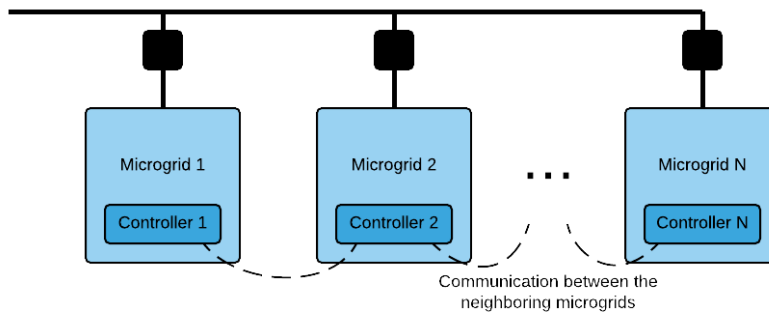 Microgrid 1
Microgrid 2
...
Microgrid N
Controller 1
Controller 2
Controller N
Communication between the
neighboring microgrids